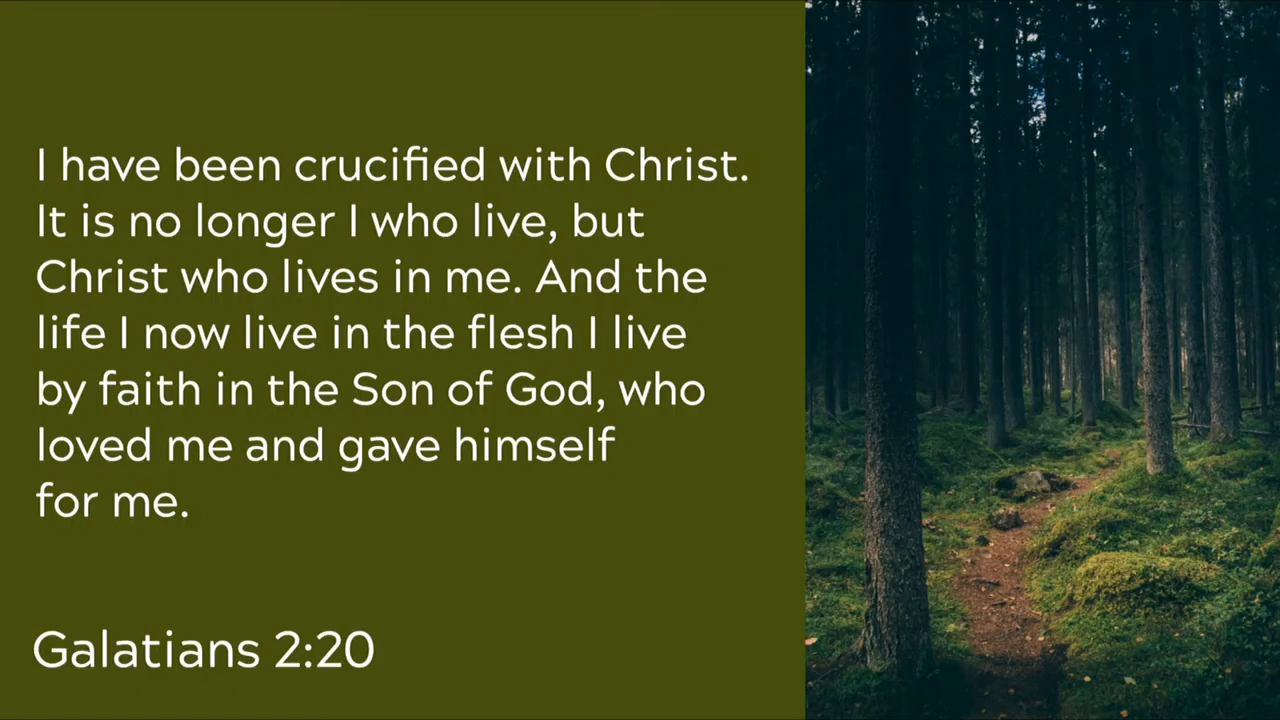 I have been crucified with Christ.
It is no longer I who live, but
Christ who lives in me. And the
life I now live in the flesh I live
by faith in the Son of God, who
loved me and gave himself
for me.
Galatians 2:20